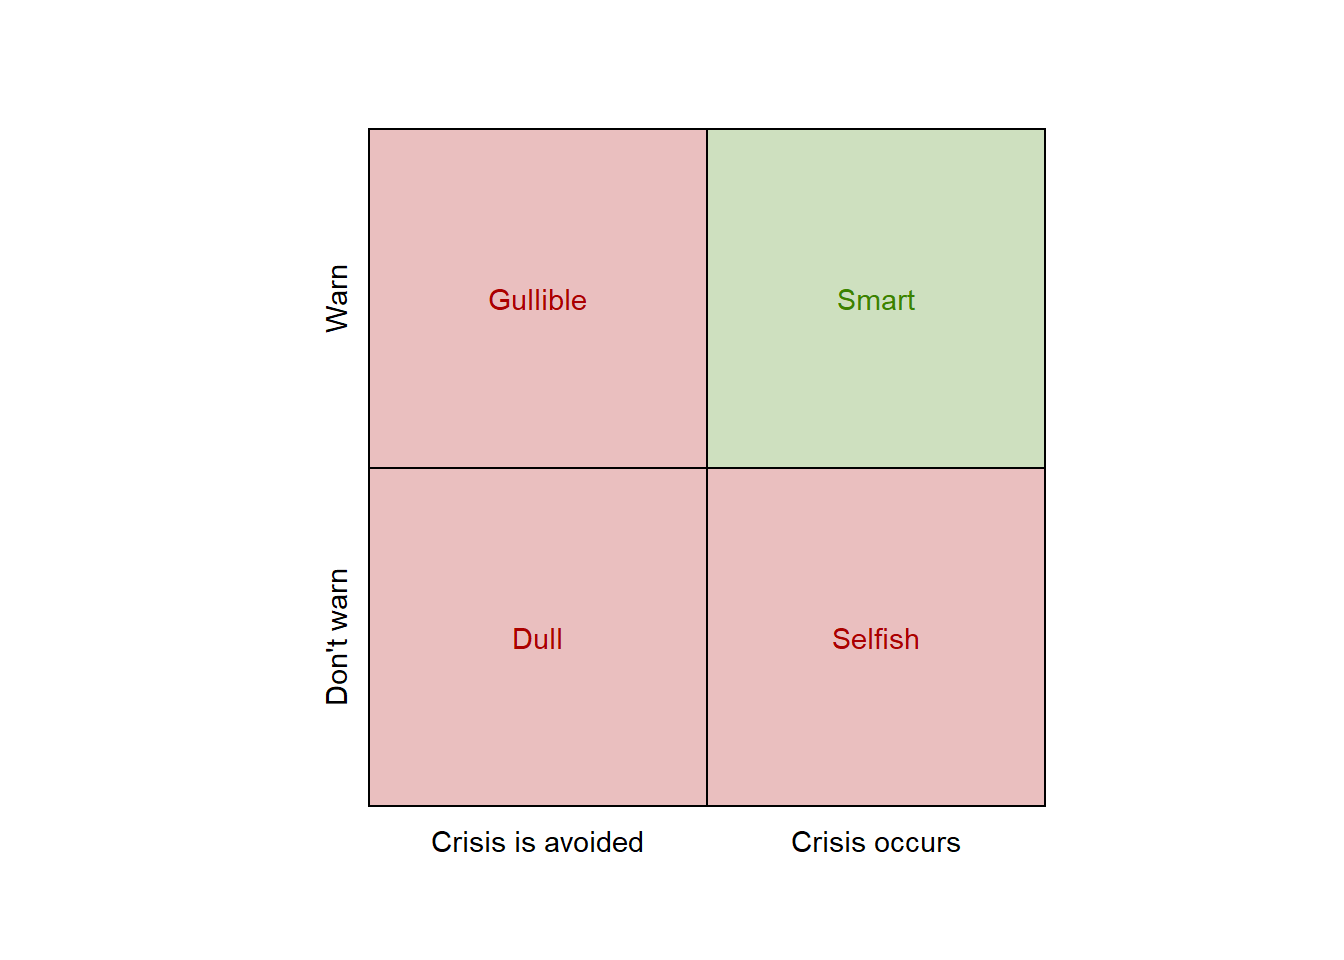 Warn
Gullible
Smart
Don't warn
Dull
Selfish
Crisis is avoided
Crisis occurs